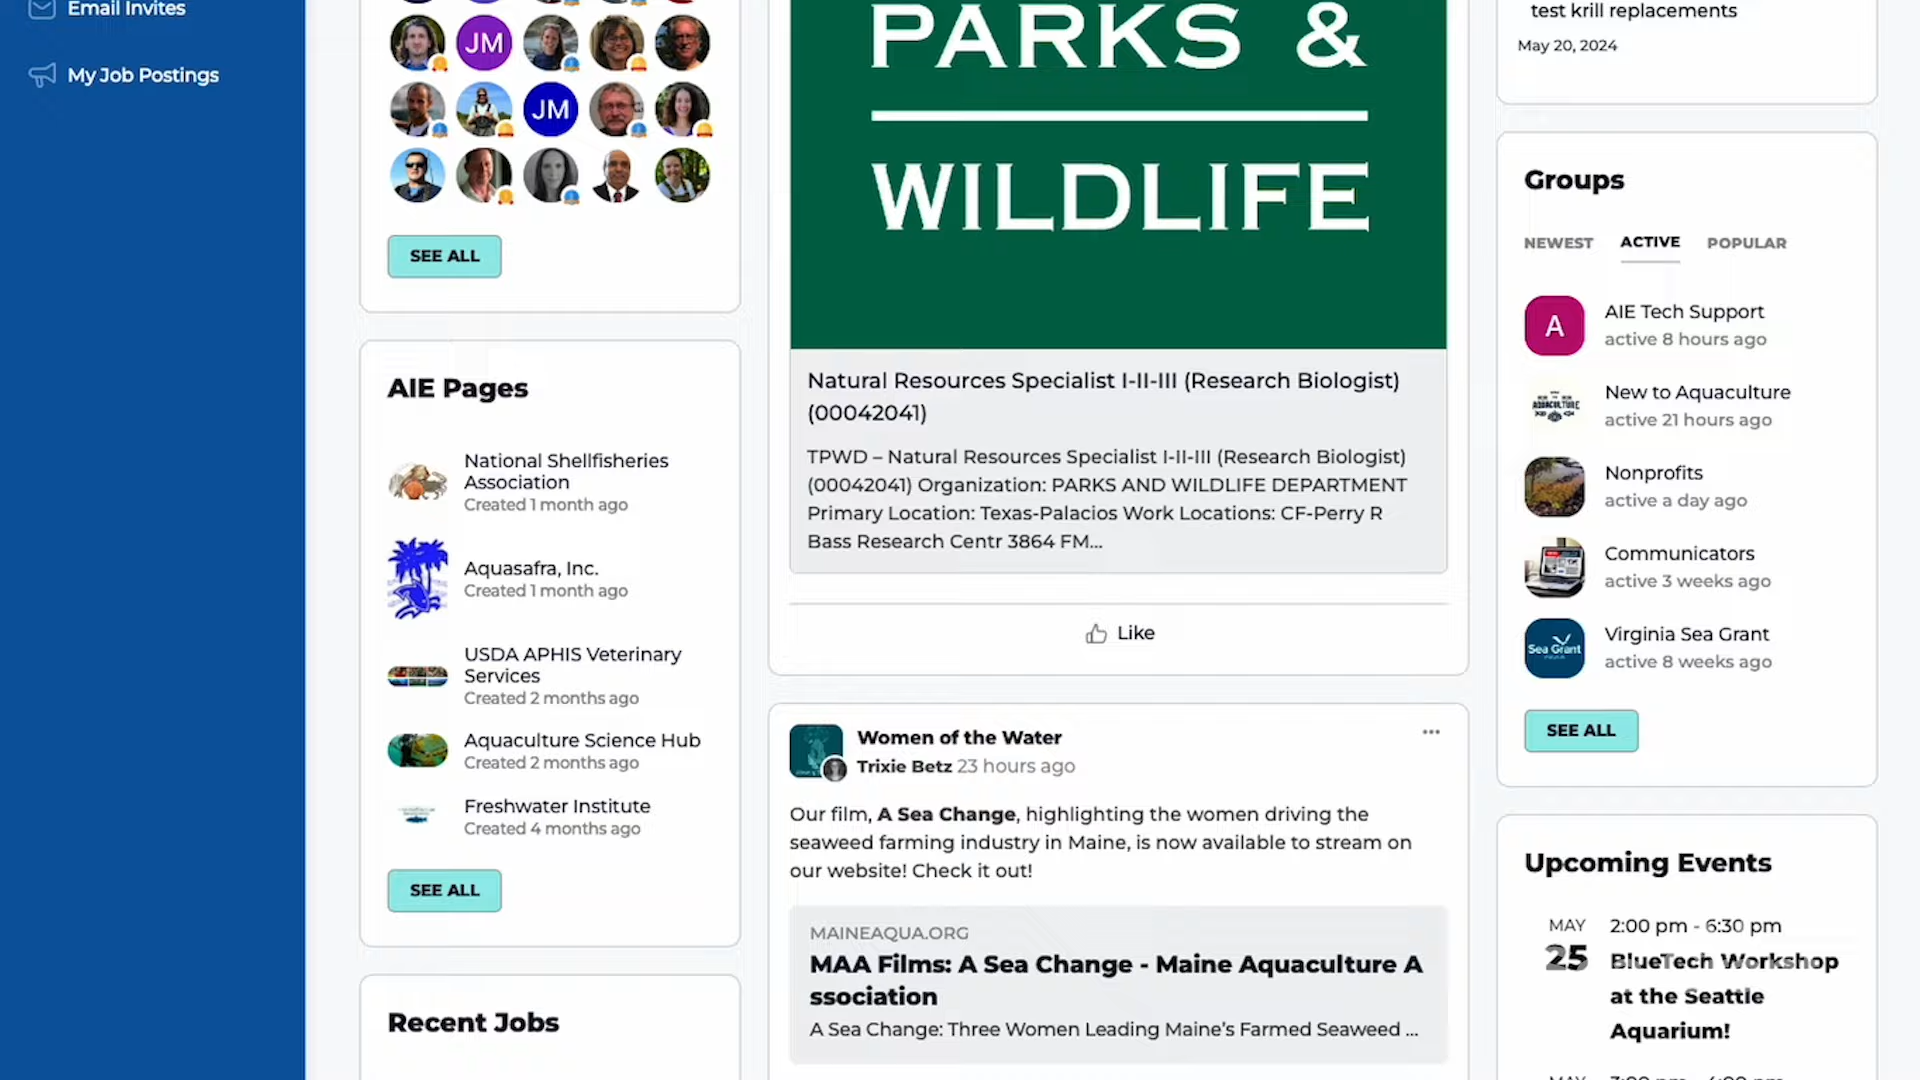 Email Invites
My Job Postings
JM
JM
SEE ALL
AIE Pages
National Shellfisheries
Association
Created 1 month ago
Aquasafra, Inc.
Created 1 month ago
USDA APHIS Veterinary
Services
Created 2 months ago
Aquaculture Science Hub
Created 2 months ago
Freshwater Institute
Created 4 months ago
SEE ALL
Recent Jobs
PARKS &
WILDLIFE
Natural Resources Specialist I-II-III (Research Biologist)
(00042041)
TPWD – Natural Resources Specialist I-II-III (Research Biologist)
(00042041) Organization: PARKS AND WILDLIFE DEPARTMENT
Primary Location: Texas-Palacios Work Locations: CF-Perry R
Bass Research Centr 3864 FM...
Like
Women of the Water
Trixie Betz 23 hours ago
Our film, A Sea Change, highlighting the women driving the
seaweed farming industry in Maine, is now available to stream on
our website! Check it out!
MAINEAQUA.ORG
MAA Films: A Sea Change - Maine Aquaculture A
ssociation
A Sea Change: Three Women Leading Maine's Farmed Seaweed ...
test krill replacements
May 20, 2024
Groups
NEWEST ACTIVE POPULAR
A
AIE Tech Support
active 8 hours ago
AQUACULTURE
New to Aquaculture
active 21 hours ago
Nonprofits
active a day ago
Communicators
active 3 weeks ago
Sea Grant
Virginia Sea Grant
active 8 weeks ago
SEE ALL
Upcoming Events
MAY
25
2:00 pm - 6:30 pm
BlueTech Workshop
at the Seattle
Aquarium!